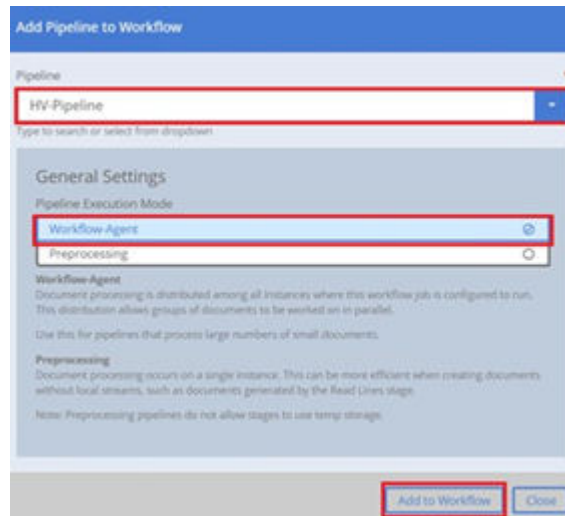 Add Pipeline to Workflow
Pipeline
HV-Pipeline
Type to search or select from dropdown
General Settings
Pipeline Execution Mode
Workflow-Agent
Preprocessing
Workflow-Agent
Document processing is distributed among all instances where this workflow job is configured to run.
This distribution allows groups of documents to be worked on in parallel.
Use this for pipelines that process large numbers of small documents.
Preprocessing
Document processing occurs on a single instance. This can be more efficient when creating documents
without local streams, such as documents generated by the Read Lines stage.
Note: Preprocessing pipelines do not allow stages to use temp storage.
Add to Workflow
Close